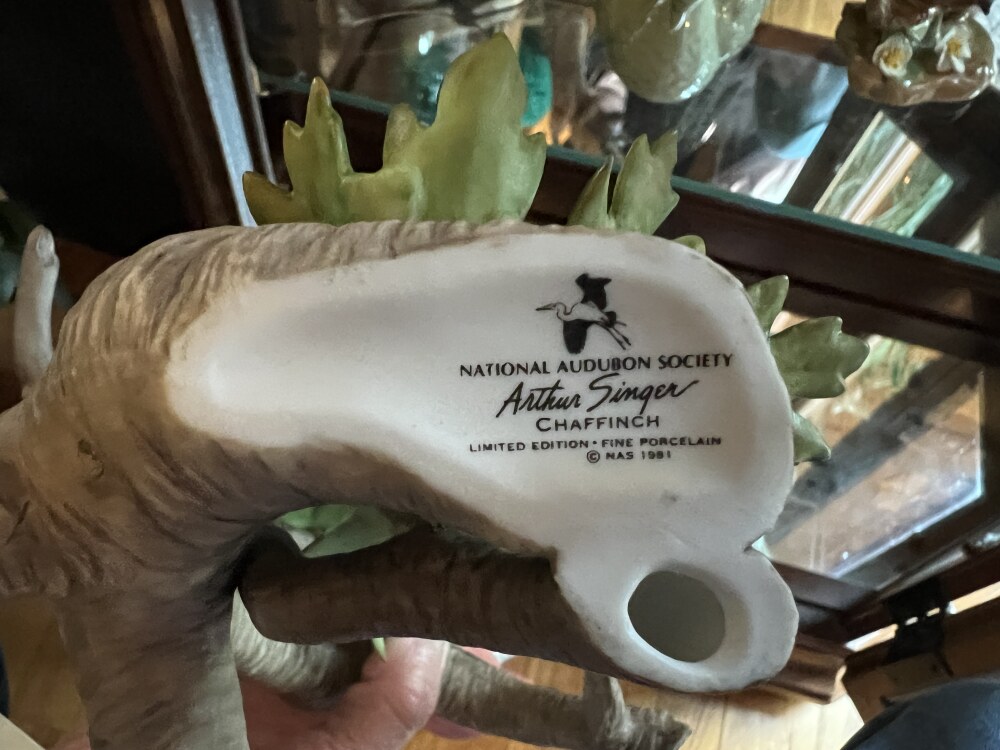 NATIONAL AUDUBON SOCIETY
Arthur Singer
CHAFFINCH
LIMITED EDITION • FINE PORCELAIN
© NAS 1981